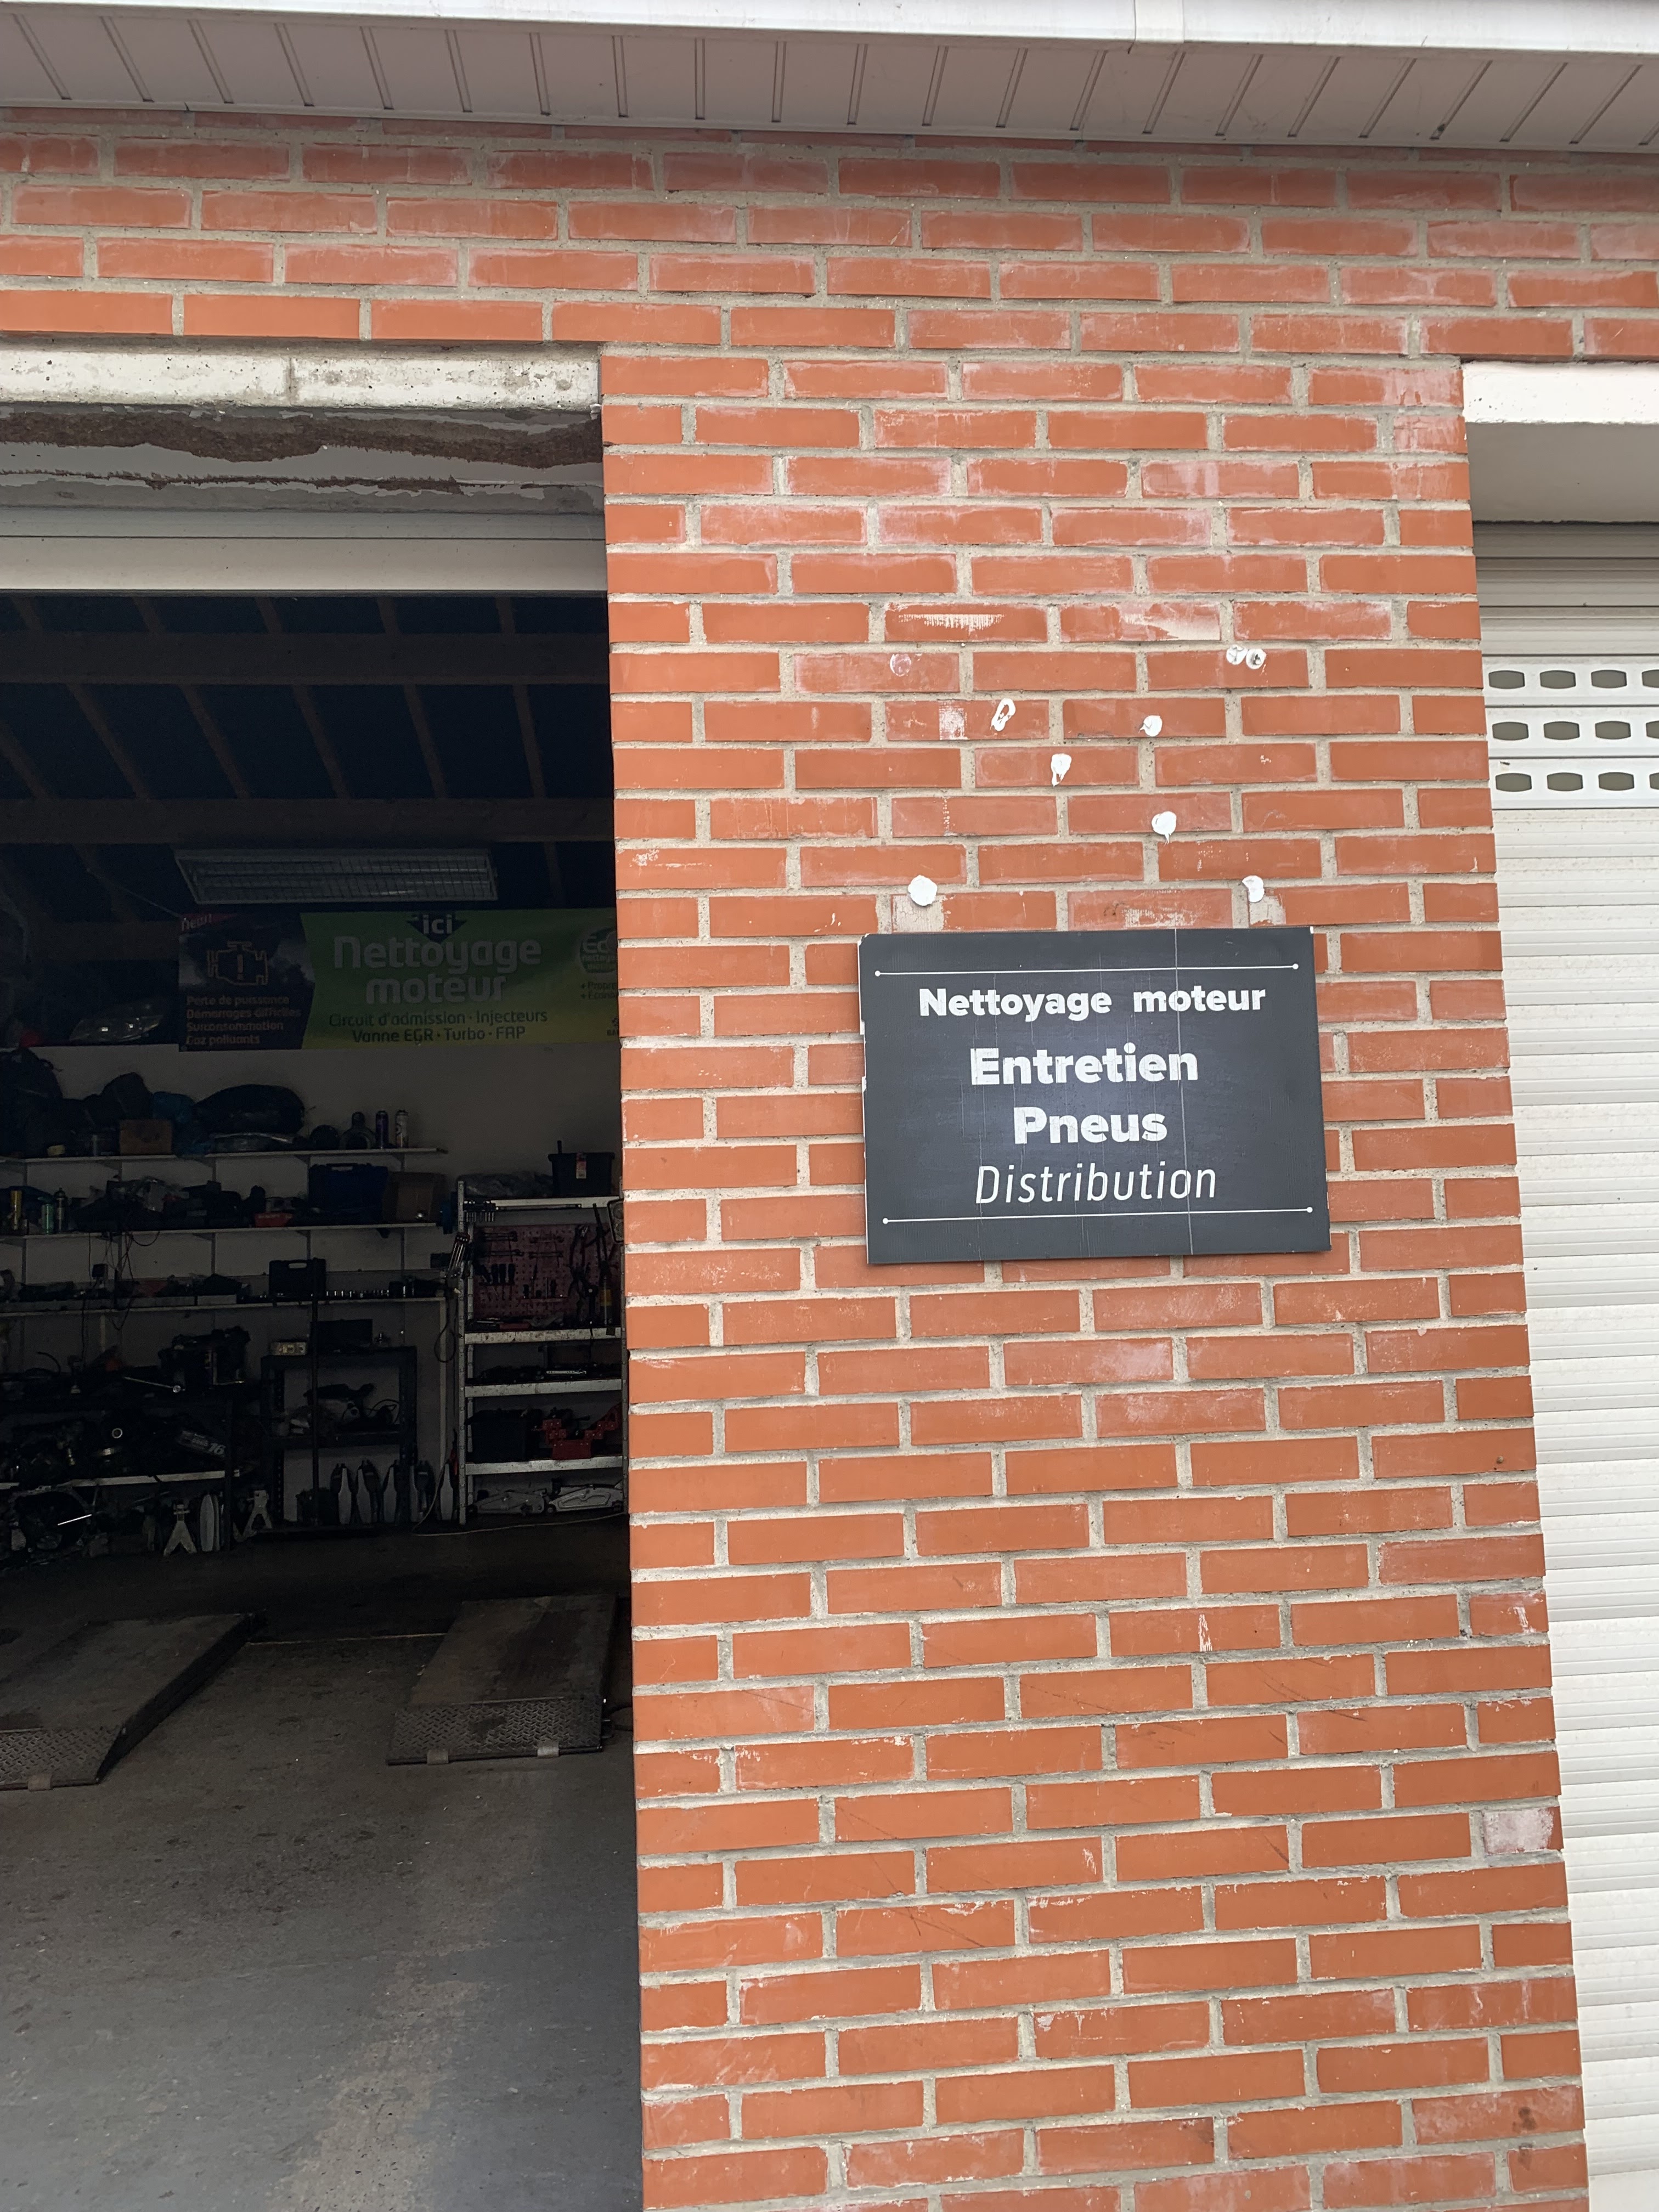 new!
Perte de puissance
Démarrages difficiles
Surconsommation
Gaz polluants
ici
Nettoyage
moteur
Circuit d'admission · Injecteurs
Vanne EGR · Turbo · FAP
Nettoyage moteur
Entretien
Pneus
Distribution